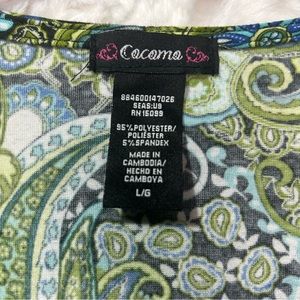 Cocomo
884600147026
SEAS:U9
RN 15099
95% POLYESTER/
POLIÉSTER
5% SPANDEX
MADE IN
CAMBODIA/
HECHO EN
CAMBOYA
L/G